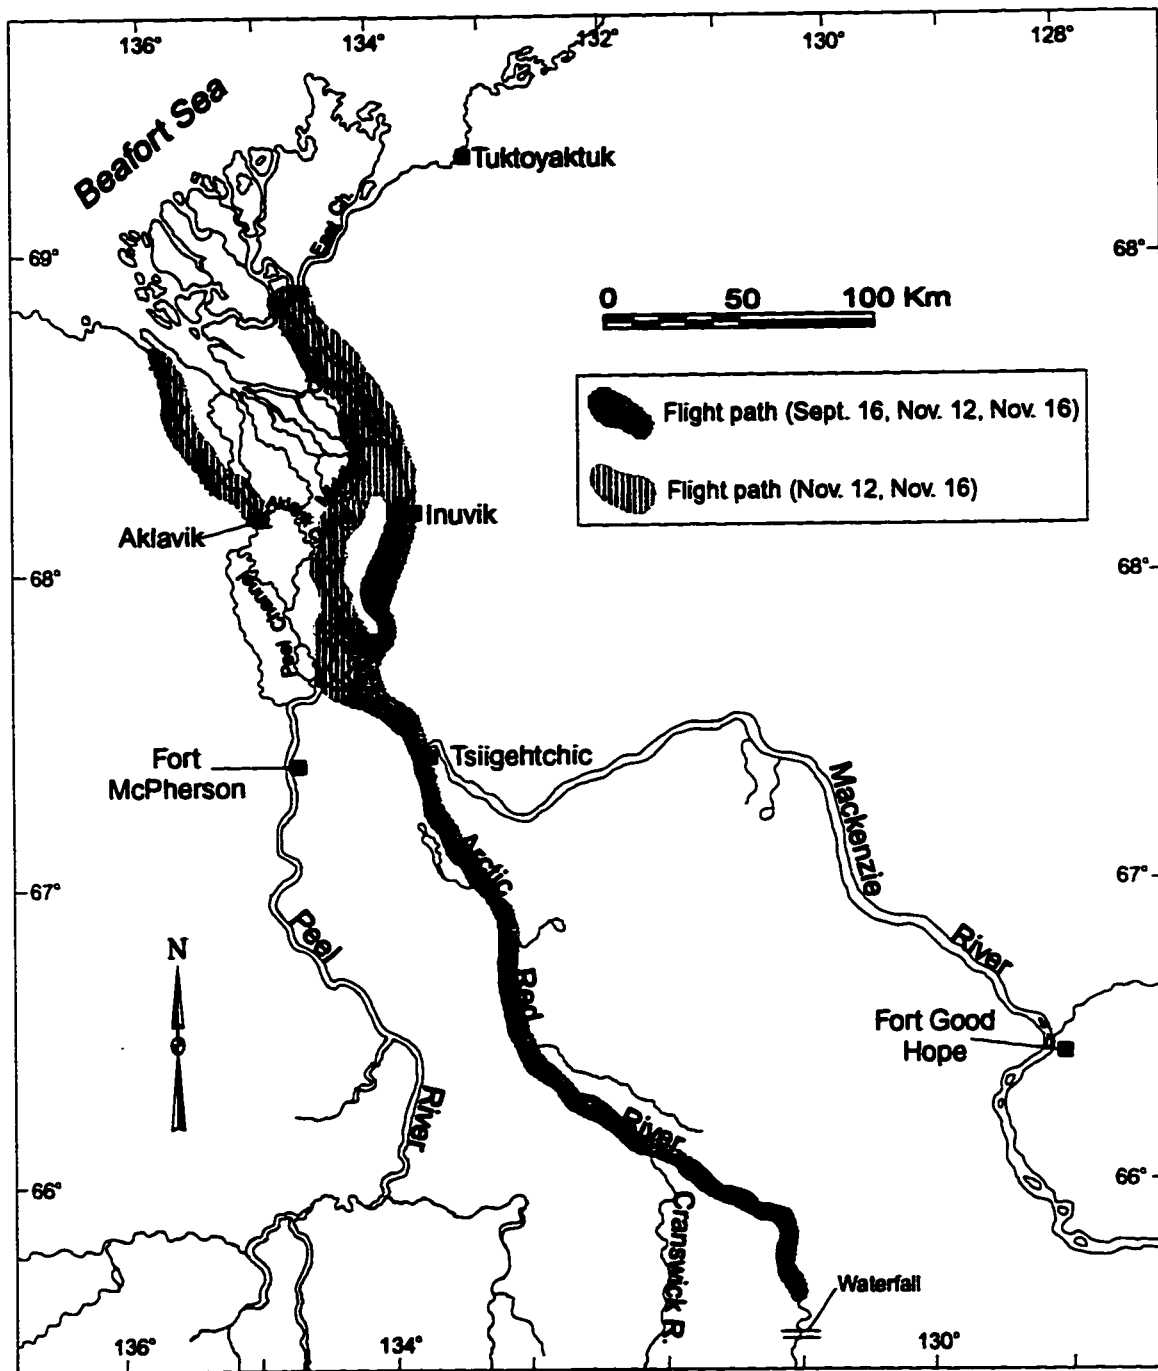 136°
134°
132°
130°
128°
Beafort Sea
Tuktoyaktuk
East Ch.
69°
68°
0 50 100 Km
Flight path (Sept. 16, Nov. 12, Nov. 16)
Flight path (Nov. 12, Nov. 16)
Inuvik
Aklavik
68°
68°
Peel Channel
Tsiigehtchic
Fort
McPherson
Mackenzie
River
Arctic
Red
River
67°
67°
Peel
River
N
Fort Good
Hope
66°
66°
Cranswick R.
Waterfall
136°
134°
130°